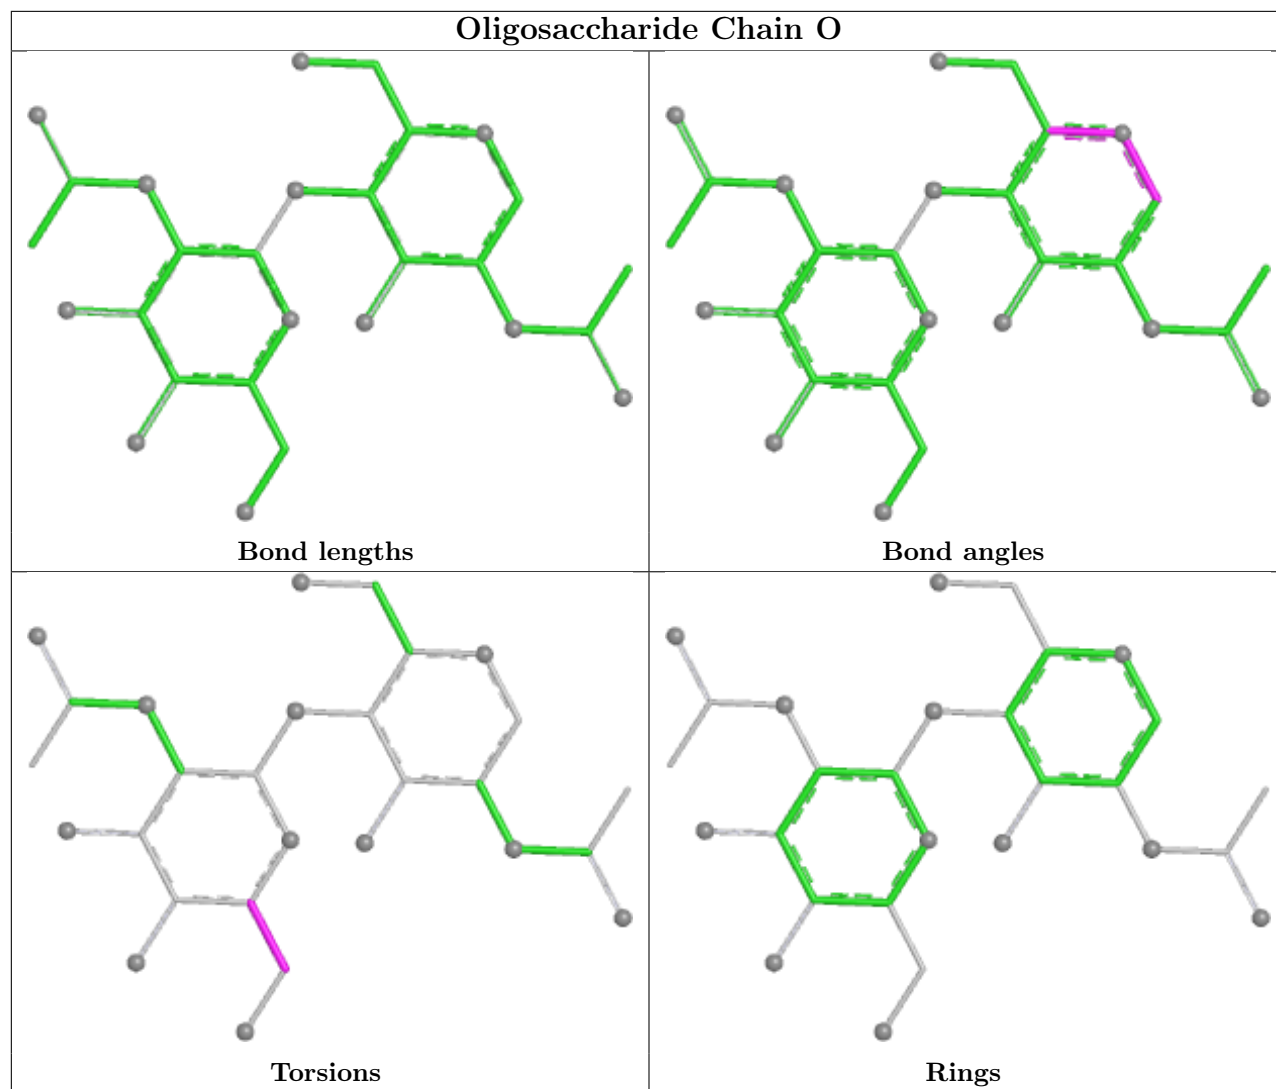 Oligosaccharide Chain O
Bond lengths
Bond angles
Torsions
Rings